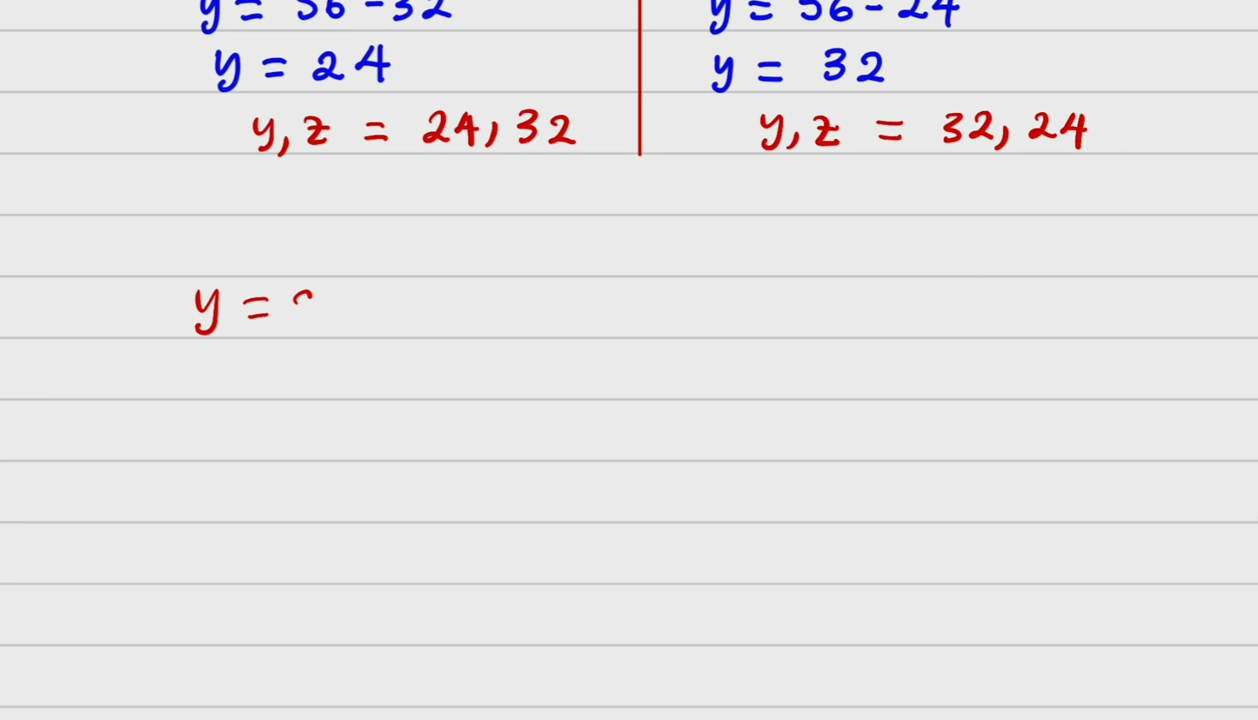 y = 56 - 32
y = 24
y, z = 24, 32
y = 56 - 24
y = 32
y, z = 32, 24
y =